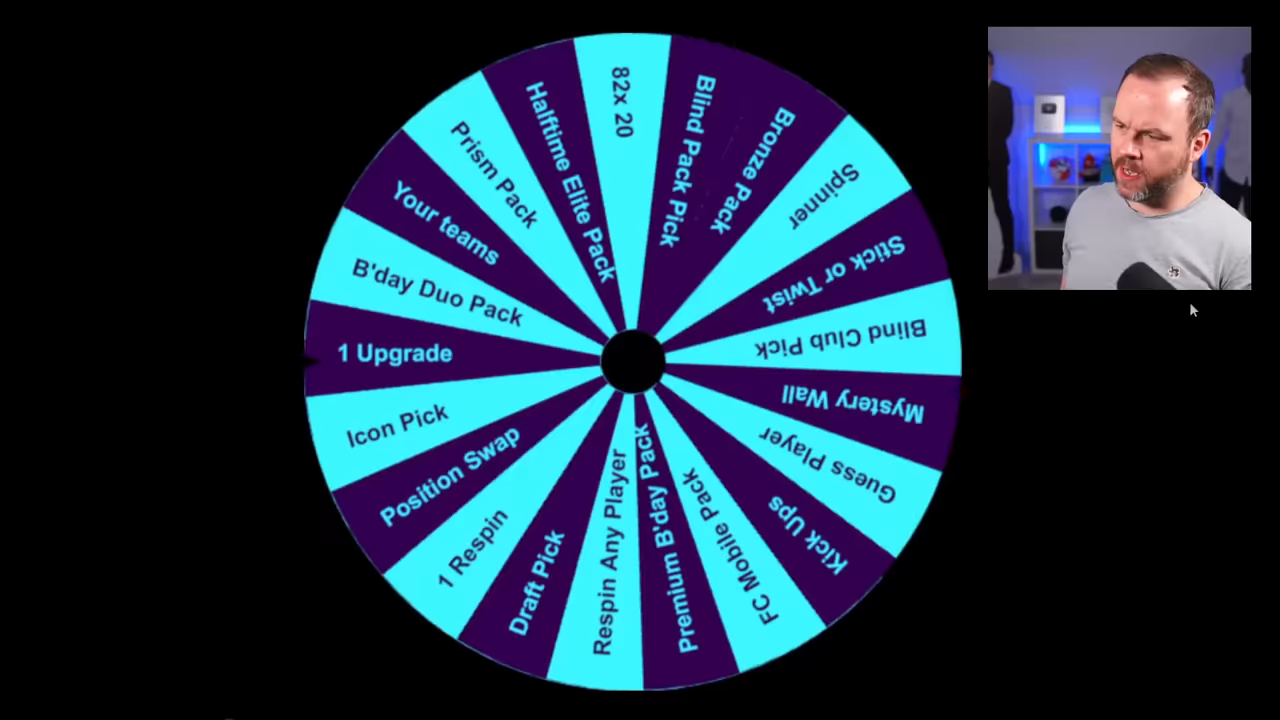 82x 20
Blind Pack Pick
Bronze Pack
Spinner
Stick or Twist
Blind Club Pick
Mystery Wall
Guess Player
Kick Ups
FC Mobile Pack
Premium B'day Pack
Respin Any Player
Draft Pick
1 Respin
Position Swap
Icon Pick
1 Upgrade
B'day Duo Pack
Your teams
Prism Pack
Halftime Elite Pack